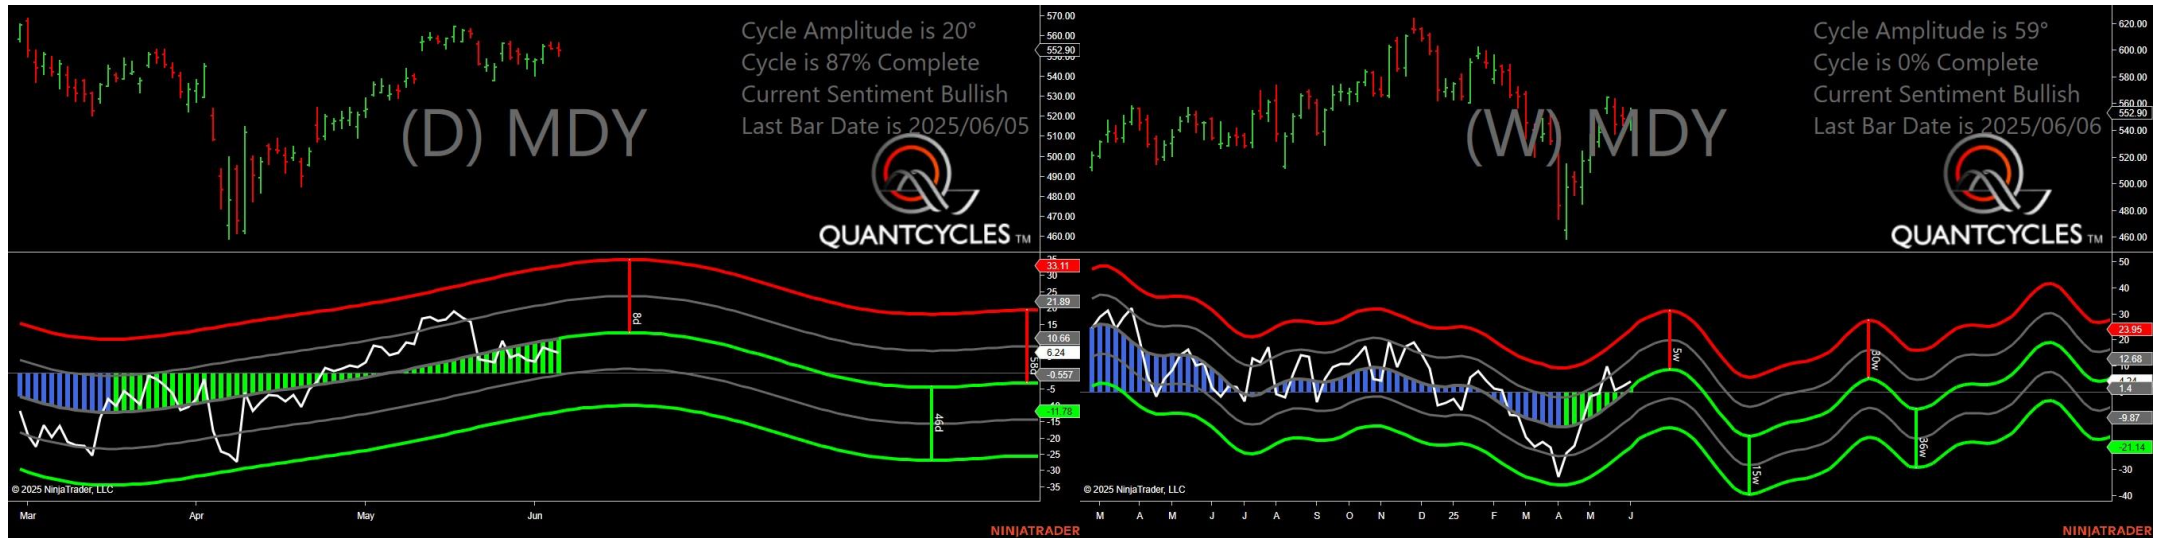 Cycle Amplitude is 20°
Cycle is 87% Complete
Current Sentiment Bullish
Last Bar Date is 2025/06/05
(D) MDY
QUANTCYCLES TM
570.00
560.00
552.90
540.00
530.00
520.00
510.00
500.00
490.00
480.00
470.00
460.00
33.11
30
25
21.89
20
15
10.66
6.24
-0.557
-5
-11.78
-15
-20
-25
-30
-35
8d
46d
58d
© 2025 NinjaTrader, LLC
Mar Apr May Jun
NINJATRADER
Cycle Amplitude is 59°
Cycle is 0% Complete
Current Sentiment Bullish
Last Bar Date is 2025/06/06
(W) MDY
QUANTCYCLES TM
620.00
600.00
580.00
560.00
552.90
540.00
520.00
500.00
480.00
460.00
50
40
30
23.95
20
12.68
10
1.4
-9.87
-21.14
-30
-40
5w
15w
30w
36w
© 2025 NinjaTrader, LLC
M A M J J A S O N D 25 F M A M J
NINJATRADER